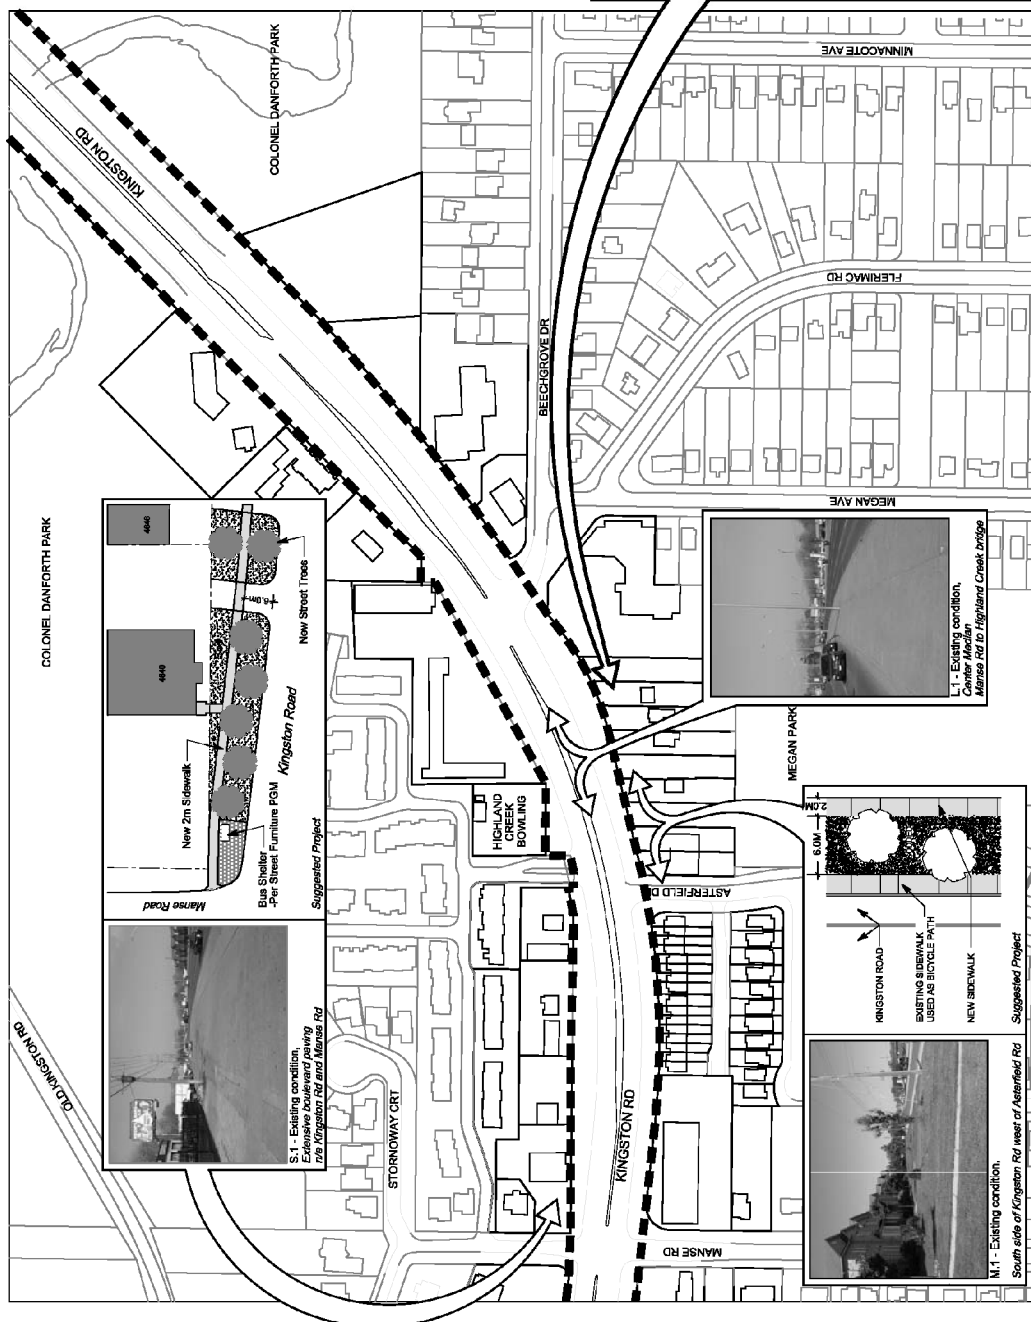 COLONEL DANFORTH PARK
COLONEL DANFORTH PARK
KINGSTON RD
MINNACOTE AVE
FLERIMAC RD
BEECHGROVE DR
MEGAN AVE
OLD KINGSTON RD
STORNOWAY CRT
HIGHLAND
CREEK
BOWLING
MEGAN PARK
ASTERFIELD D
KINGSTON RD
MANSE RD
4646
4640
6.0m
New Street Trees
New 2m Sidewalk
Kingston Road
Bus Shelter
-Per Street Furniture PGM
Manse Road
Suggested Project
S.1 - Existing condition,
Extensive boulevard paving
n/e Kingston Rd and Manse Rd
L.1 - Existing condition,
Center Median
Manse Rd to Highland Creek bridge
6.0M
2.0M
KINGSTON ROAD
EXISTING SIDEWALK
USED AS BICYCLE PATH
NEW SIDEWALK
Suggested Project
M.1 - Existing condition,
South side of Kingston Rd west of Asterfield Rd